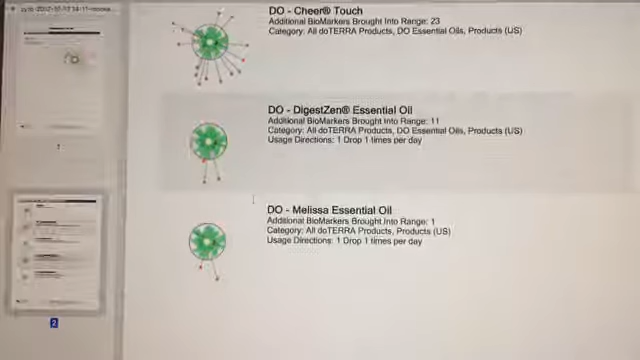 DO - Cheer® Touch
Additional BioMarkers Brought Into Range: 23
Category: All doTERRA Products, DO Essential Oils, Products (US)
DO - DigestZen® Essential Oil
Additional BioMarkers Brought Into Range: 11
Category: All doTERRA Products, DO Essential Oils, Products (US)
Usage Directions: 1 Drop 1 times per day
DO - Melissa Essential Oil
Additional BioMarkers Brought Into Range: 1
Category: All doTERRA Products, Products (US)
Usage Directions: 1 Drop 1 times per day
2